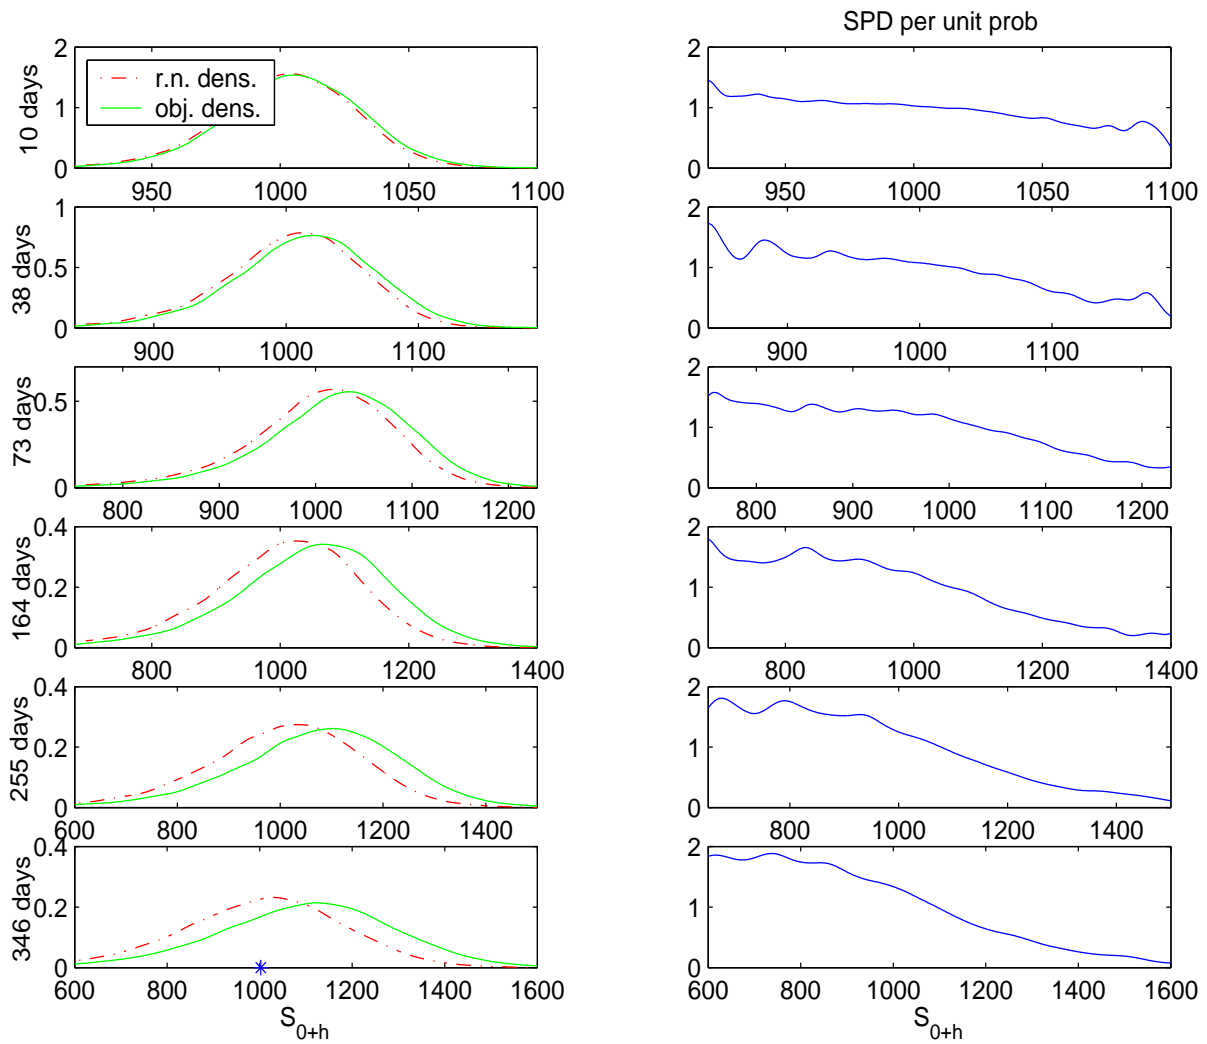 SPD per unit prob
10 days
2
1
0
r.n. dens.
obj. dens.
950 1000 1050 1100
2
1
0
950 1000 1050 1100
38 days
1
0.5
0
900 1000 1100
2
1
0
900 1000 1100
73 days
0.5
0
800 900 1000 1100 1200
2
1
0
800 900 1000 1100 1200
164 days
0.4
0.2
0
800 1000 1200 1400
2
1
0
800 1000 1200 1400
255 days
0.4
0.2
0
600 800 1000 1200 1400
2
1
0
800 1000 1200 1400
346 days
0.4
0.2
0
600 800 1000 1200 1400 1600
S0+h
2
1
0
600 800 1000 1200 1400 1600
S0+h